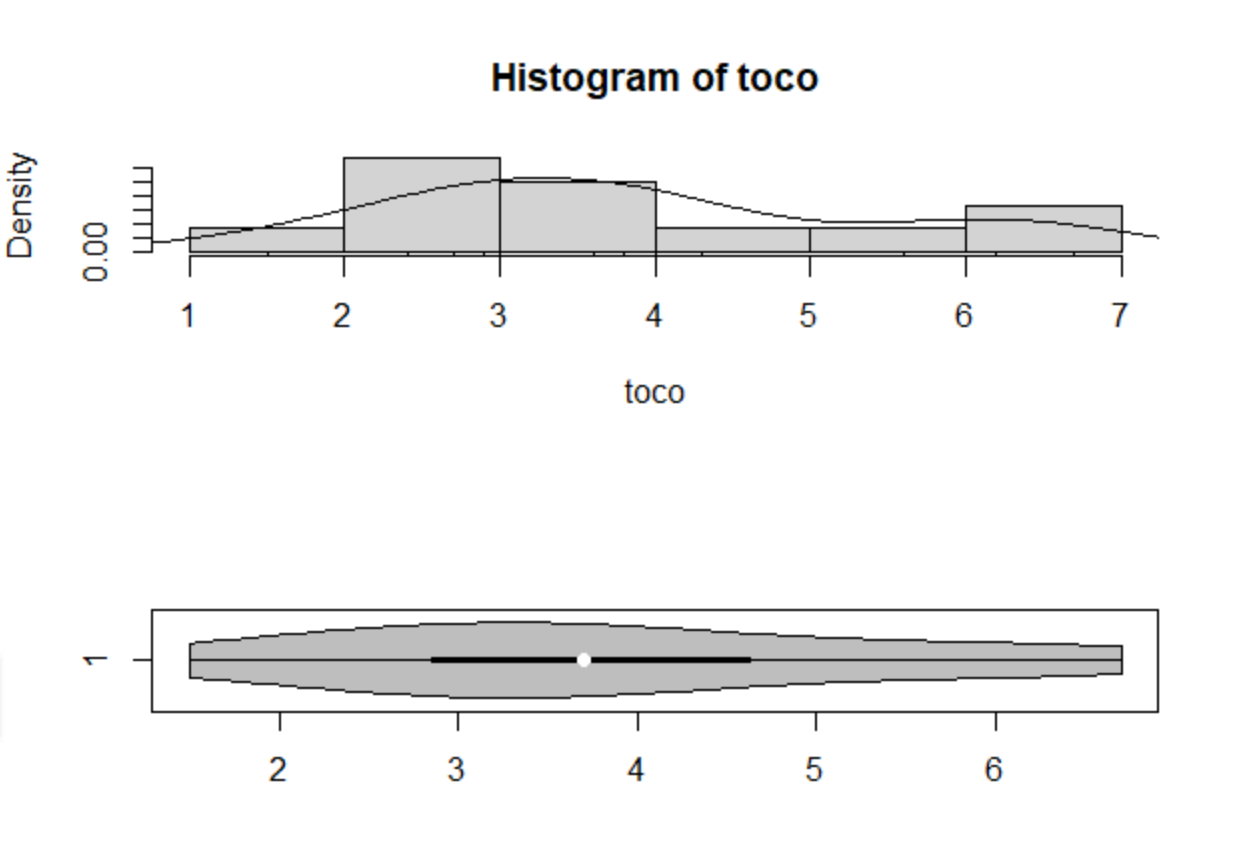 Histogram of toco
Density
0.00
1 2 3 4 5 6 7
toco
1
2 3 4 5 6